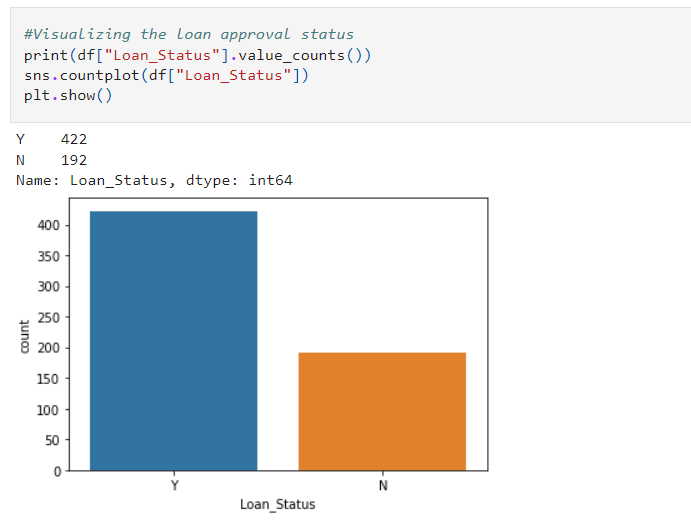 #Visualizing the loan approval status
print(df["Loan_Status"].value_counts())
sns.countplot(df["Loan_Status"])
plt.show()
Y    422
N    192
Name: Loan_Status, dtype: int64
400
350
300
250
200
150
100
50
0
count
Y
N
Loan_Status